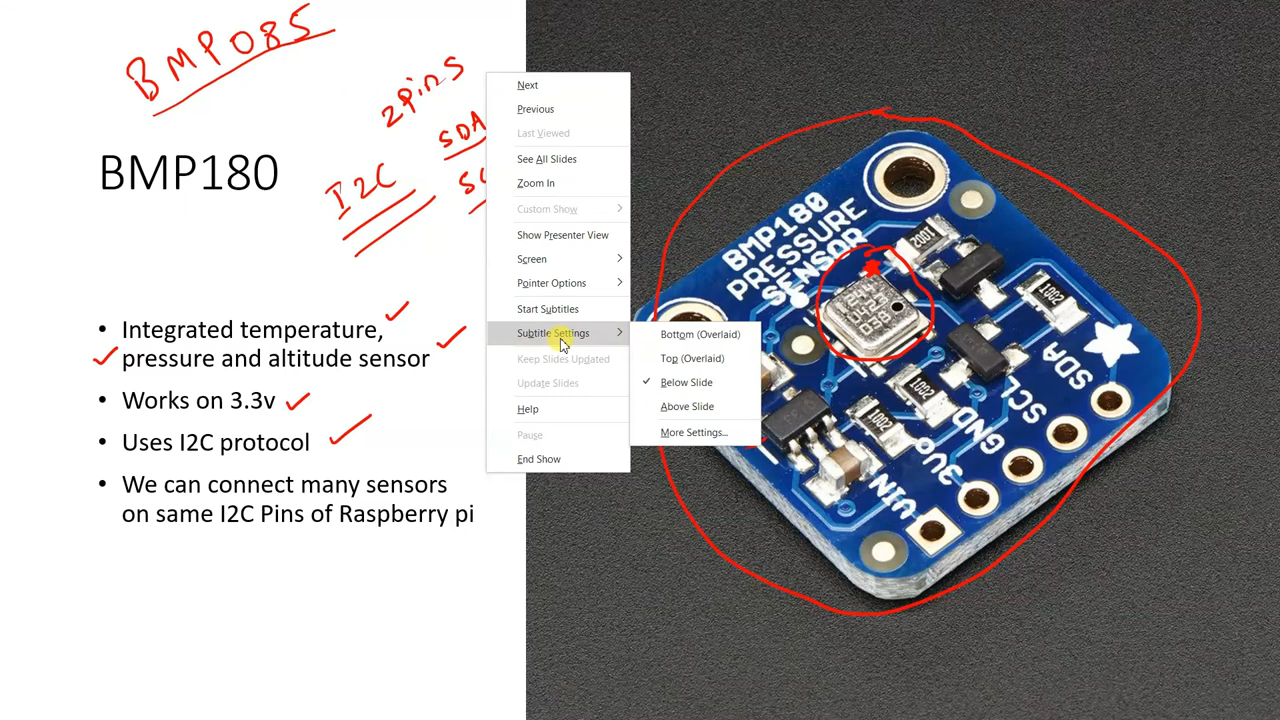 BMP085
2Pins
SDA
I2C
BMP180
• Integrated temperature,
pressure and altitude sensor
• Works on 3.3v
• Uses I2C protocol
• We can connect many sensors
on same I2C Pins of Raspberry pi
Next
Previous
Last Viewed
See All Slides
Zoom In
Custom Show
Show Presenter View
Screen
Pointer Options
Start Subtitles
Subtitle Settings
Keep Slides Updated
Update Slides
Help
Pause
End Show
Bottom (Overlaid)
Top (Overlaid)
Below Slide
Above Slide
More Settings...
BMP180
PRESSURE
SENSOR
1002
1002
1002
1002
SDA
SCL
GND
3Vo
VIN